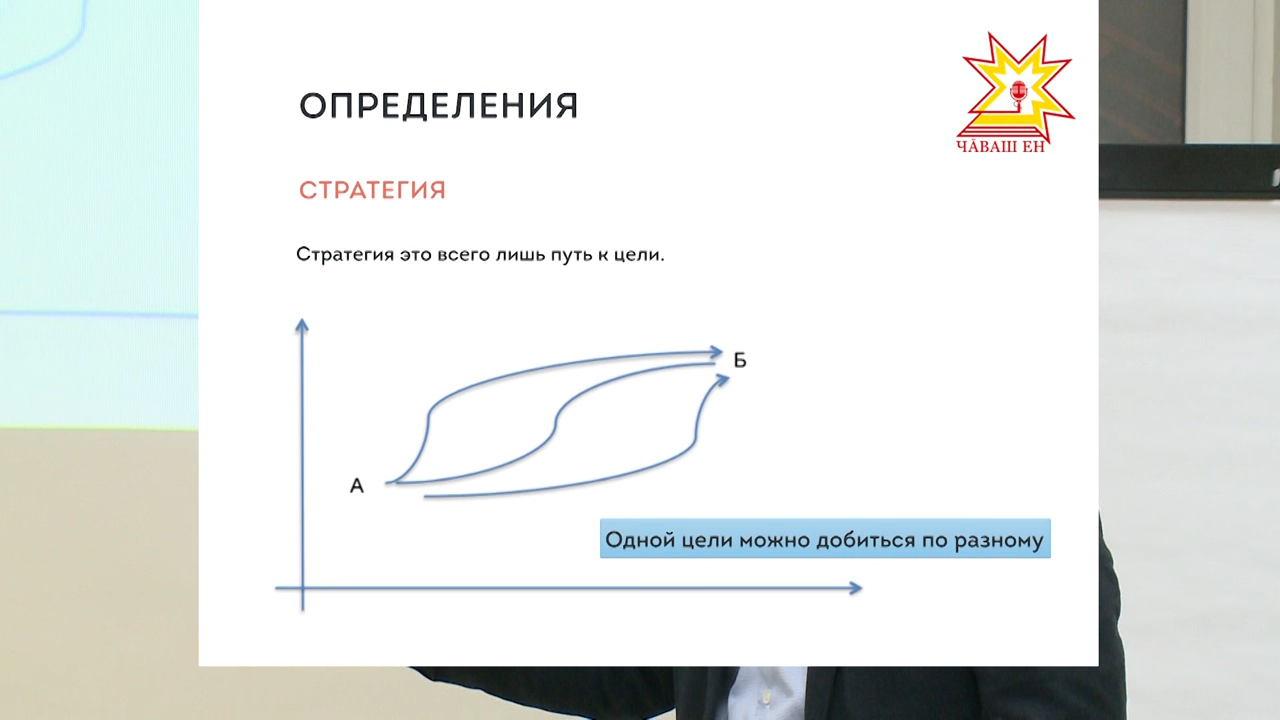 ОПРЕДЕЛЕНИЯ
ЧӐВАШ ЕН
СТРАТЕГИЯ
Стратегия это всего лишь путь к цели.
Б
А
Одной цели можно добиться по разному